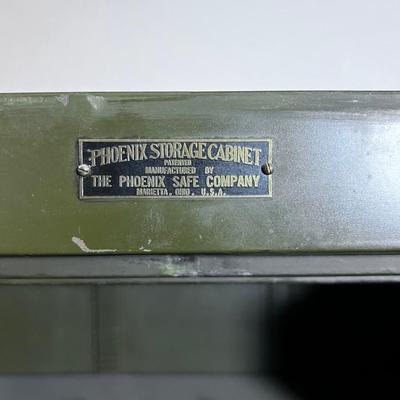 PHOENIX STORAGE CABINET
PATENTED
MANUFACTURED BY
THE PHOENIX SAFE COMPANY
MARIETTA, OHIO, U.S.A.